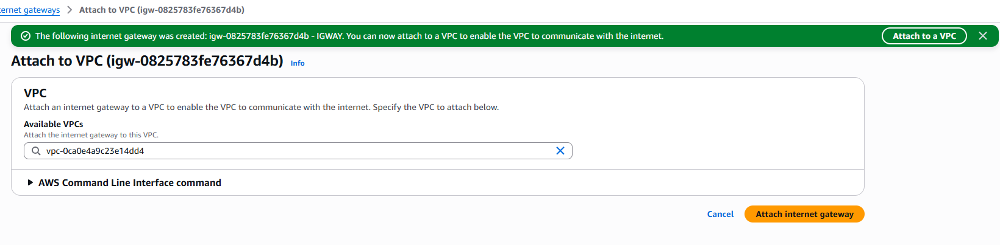 ernet gateways > Attach to VPC (igw-0825783fe76367d4b)
The following internet gateway was created: igw-0825783fe76367d4b - IGWAY. You can now attach to a VPC to enable the VPC to communicate with the internet. Attach to a VPC
Attach to VPC (igw-0825783fe76367d4b) Info
VPC
Attach an internet gateway to a VPC to enable the VPC to communicate with the internet. Specify the VPC to attach below.
Available VPCs
Attach the internet gateway to this VPC.
vpc-0ca0e4a9c23e14dd4
AWS Command Line Interface command
Cancel Attach internet gateway